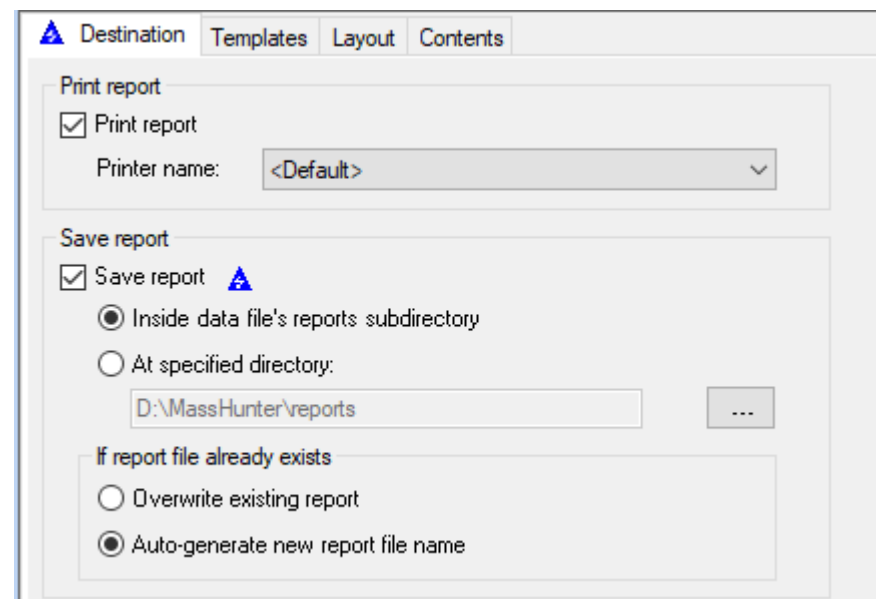 Destination Templates Layout Contents
Print report
Print report
Printer name: <Default>
Save report
Save report
Inside data file's reports subdirectory
At specified directory:
D:\MassHunter\reports ...
If report file already exists
Overwrite existing report
Auto-generate new report file name